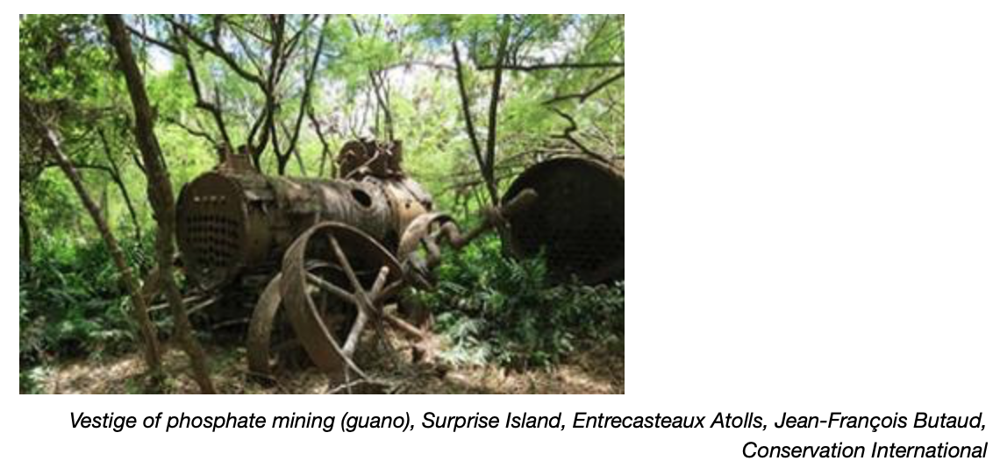 Vestige of phosphate mining (guano), Surprise Island, Entrecasteaux Atolls, Jean-François Butaud,
Conservation International